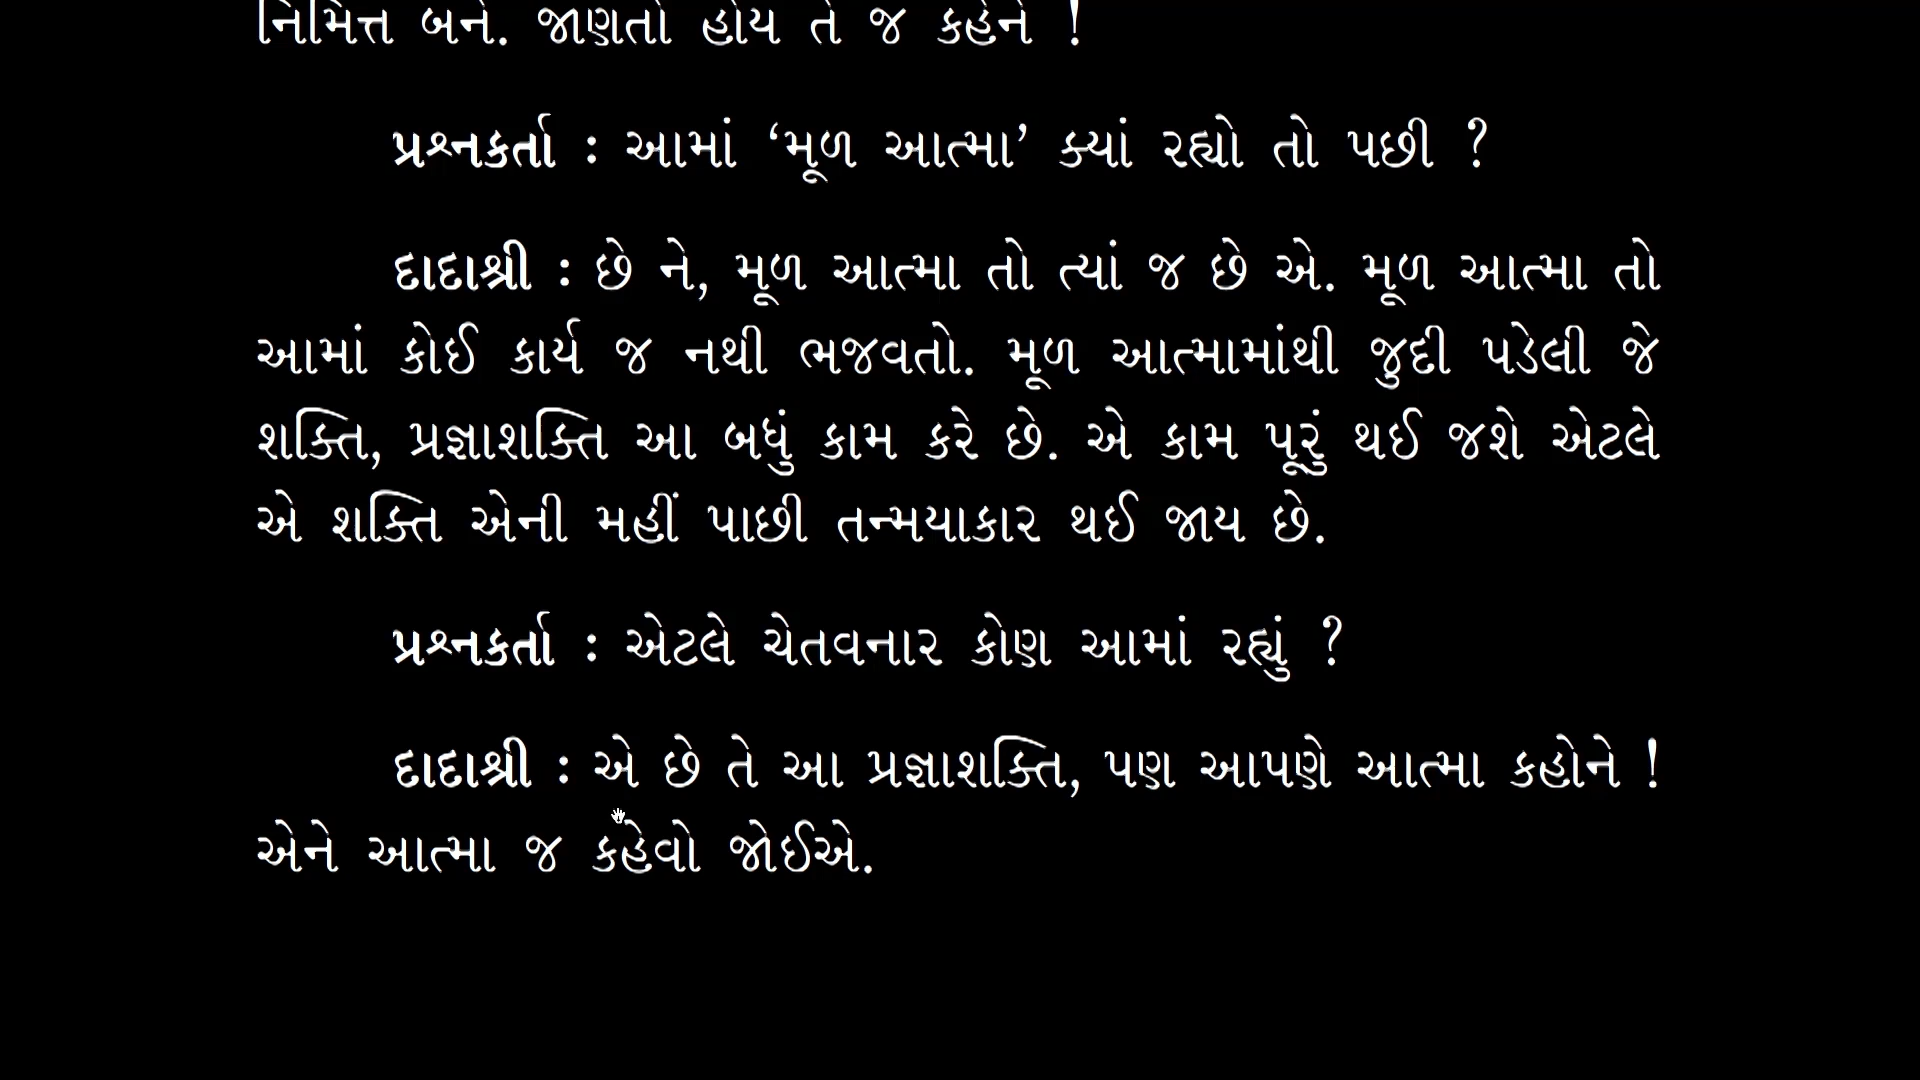 નિમિત્ત બને. જાણતો હોય તે જ કહેને !
પ્રશ્નકર્તા : આમાં ‘મૂળ આત્મા’ ક્યાં રહ્યો તો પછી ?
દાદાશ્રી : છે ને, મૂળ આત્મા તો ત્યાં જ છે એ. મૂળ આત્મા તો
આમાં કોઈ કાર્ય જ નથી ભજવતો. મૂળ આત્મામાંથી જુદી પડેલી જે
શક્તિ, પ્રજ્ઞાશક્તિ આ બધું કામ કરે છે. એ કામ પૂરું થઈ જશે એટલે
એ શક્તિ એની મહીં પાછી તન્મયાકાર થઈ જાય છે.
પ્રશ્નકર્તા : એટલે ચેતવનાર કોણ આમાં રહ્યું ?
દાદાશ્રી : એ છે તે આ પ્રજ્ઞાશક્તિ, પણ આપણે આત્મા કહોને !
એને આત્મા જ કહેવો જોઈએ.